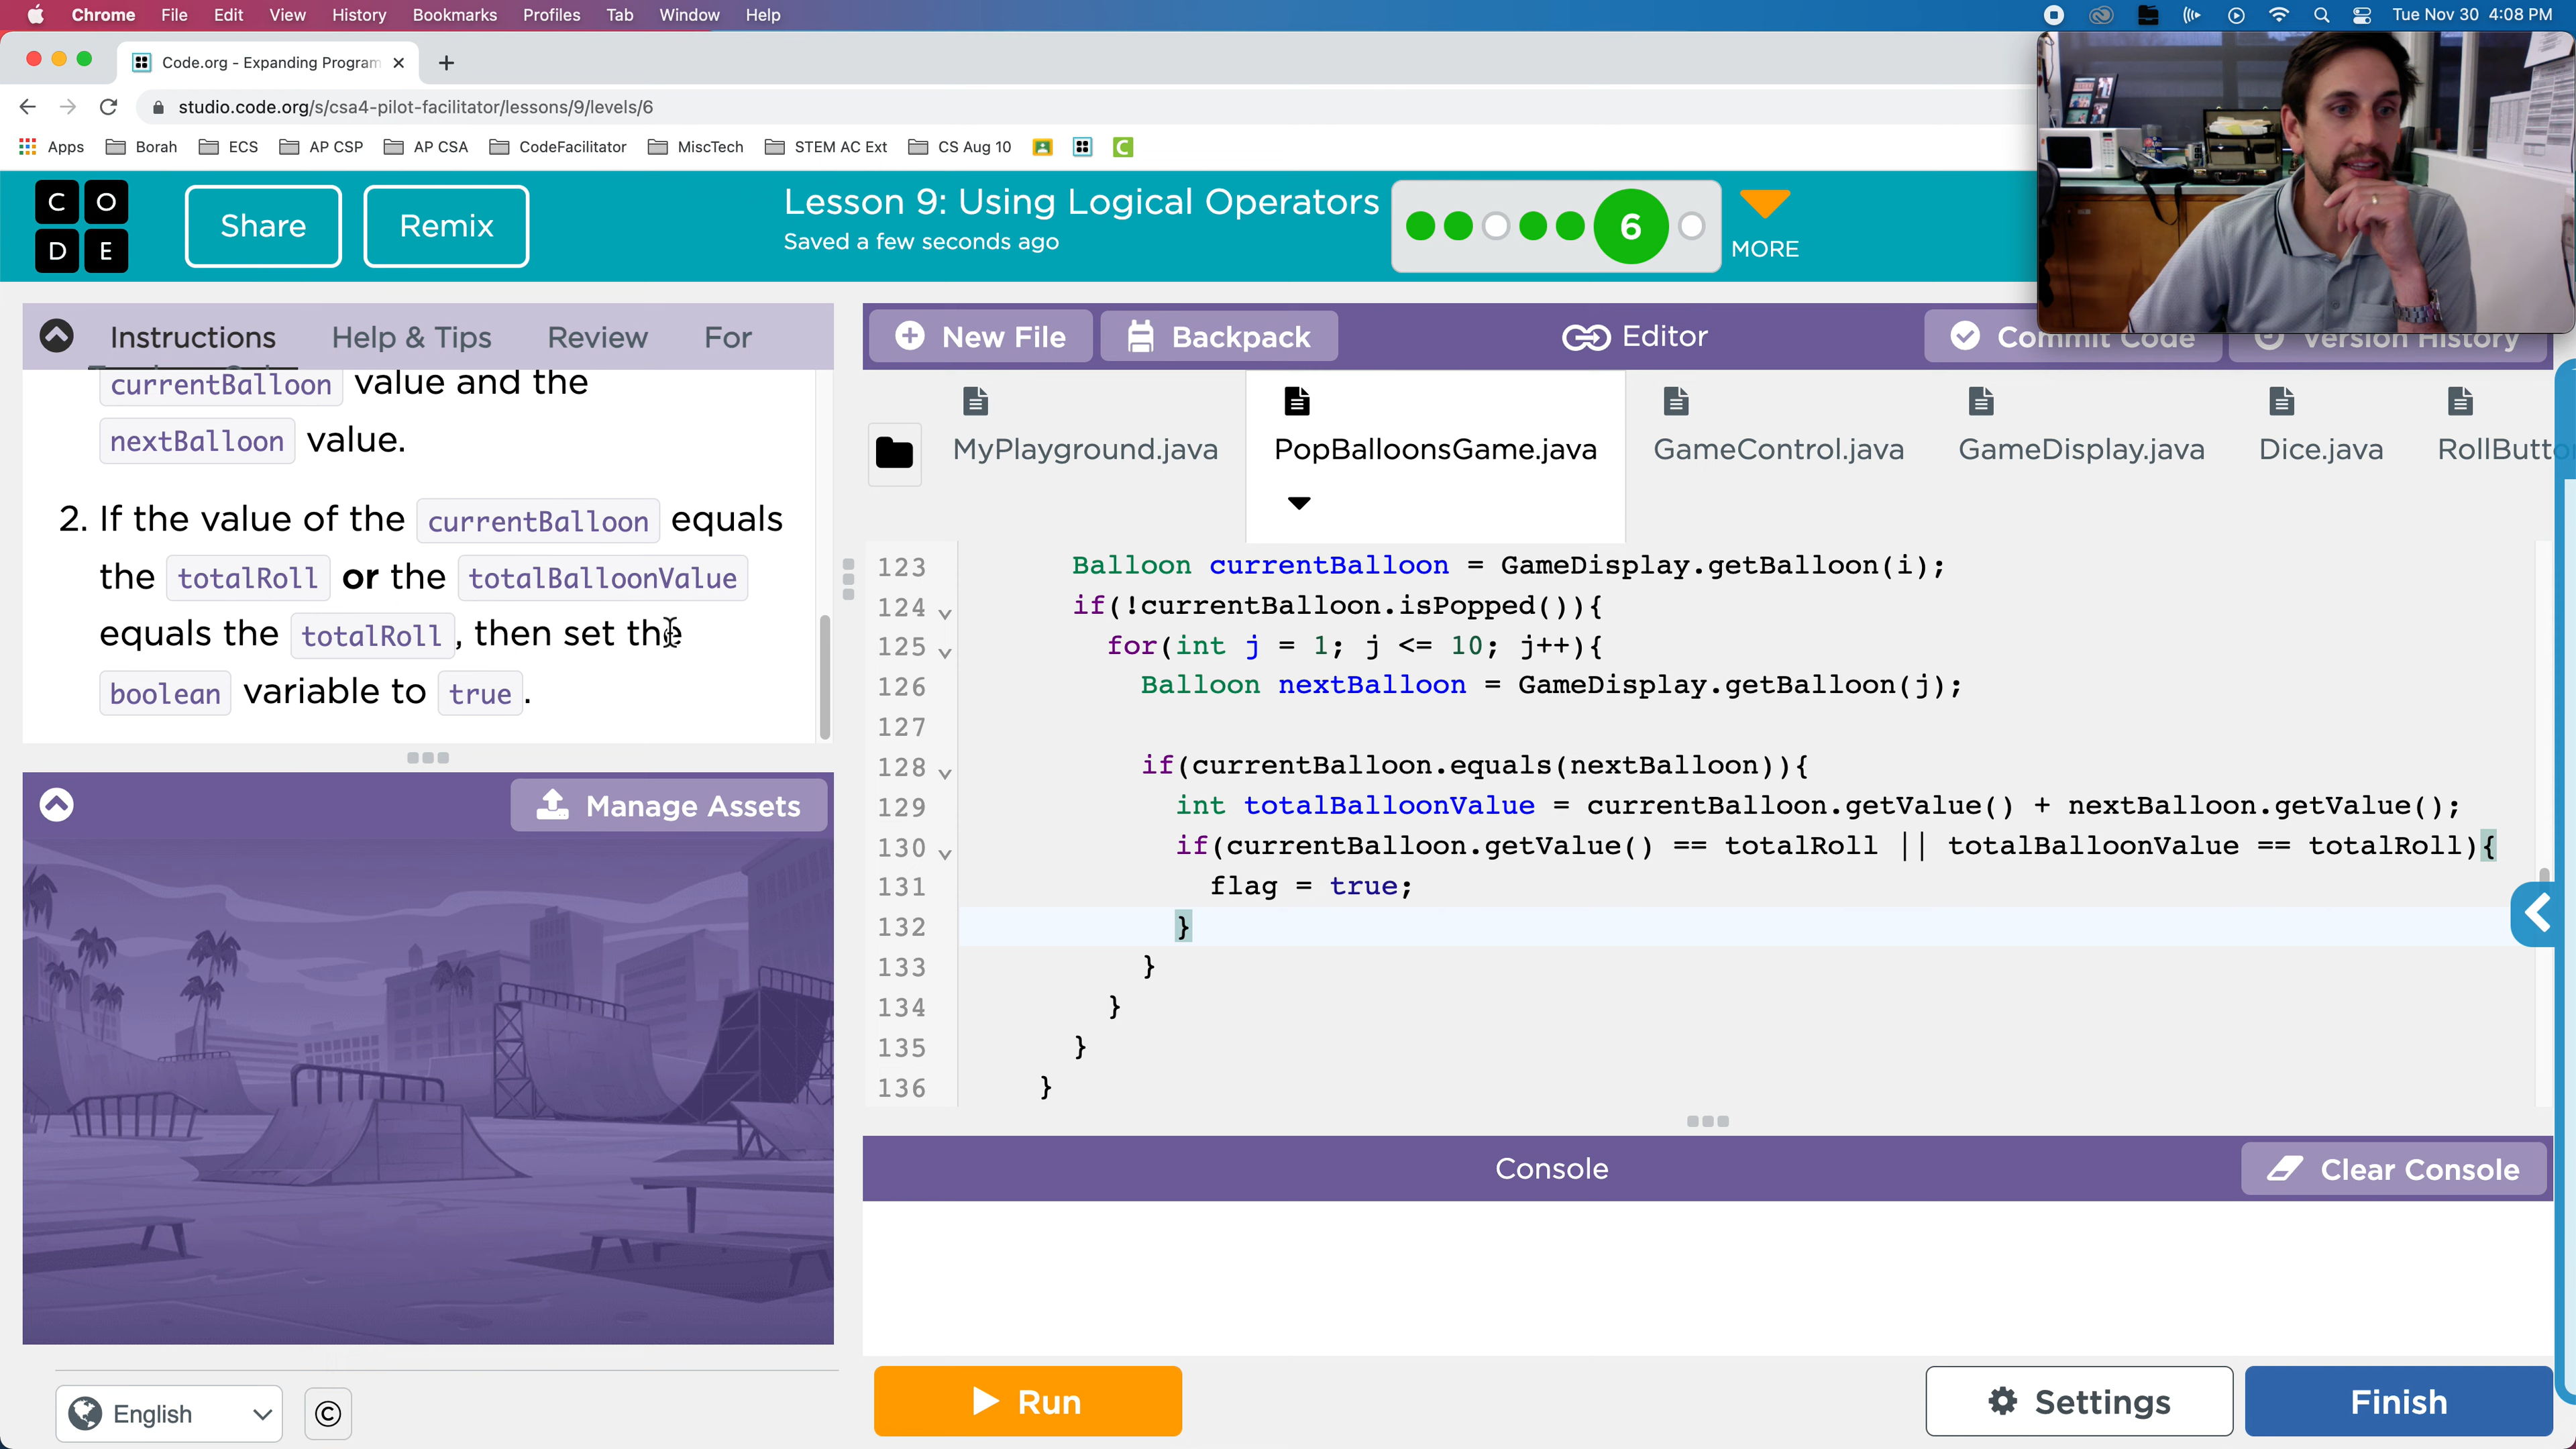 Chrome File Edit View History Bookmarks Profiles Tab Window Help Tue Nov 30 4:08 PM
Code.org - Expanding Program
studio.code.org/s/csa4-pilot-facilitator/lessons/9/levels/6
Apps Borah ECS AP CSP AP CSA CodeFacilitator MiscTech STEM AC Ext CS Aug 10
C O
D E
Share Remix
Lesson 9: Using Logical Operators
Saved a few seconds ago
6
MORE
Instructions Help & Tips Review For
currentBalloon value and the
nextBalloon value.
2. If the value of the currentBalloon equals
the totalRoll or the totalBalloonValue
equals the totalRoll, then set the
boolean variable to true.
Manage Assets
English
©
New File Backpack Editor Commit Code Version History
MyPlayground.java PopBalloonsGame.java GameControl.java GameDisplay.java Dice.java RollButto
123 Balloon currentBalloon = GameDisplay.getBalloon(i);
124 if(!currentBalloon.isPopped()){
125 for(int j = 1; j <= 10; j++){
126 Balloon nextBalloon = GameDisplay.getBalloon(j);
127
128 if(currentBalloon.equals(nextBalloon)){
129 int totalBalloonValue = currentBalloon.getValue() + nextBalloon.getValue();
130 if(currentBalloon.getValue() == totalRoll || totalBalloonValue == totalRoll){
131 flag = true;
132 }
133 }
134 }
135 }
136 }
Console Clear Console
Run Settings Finish